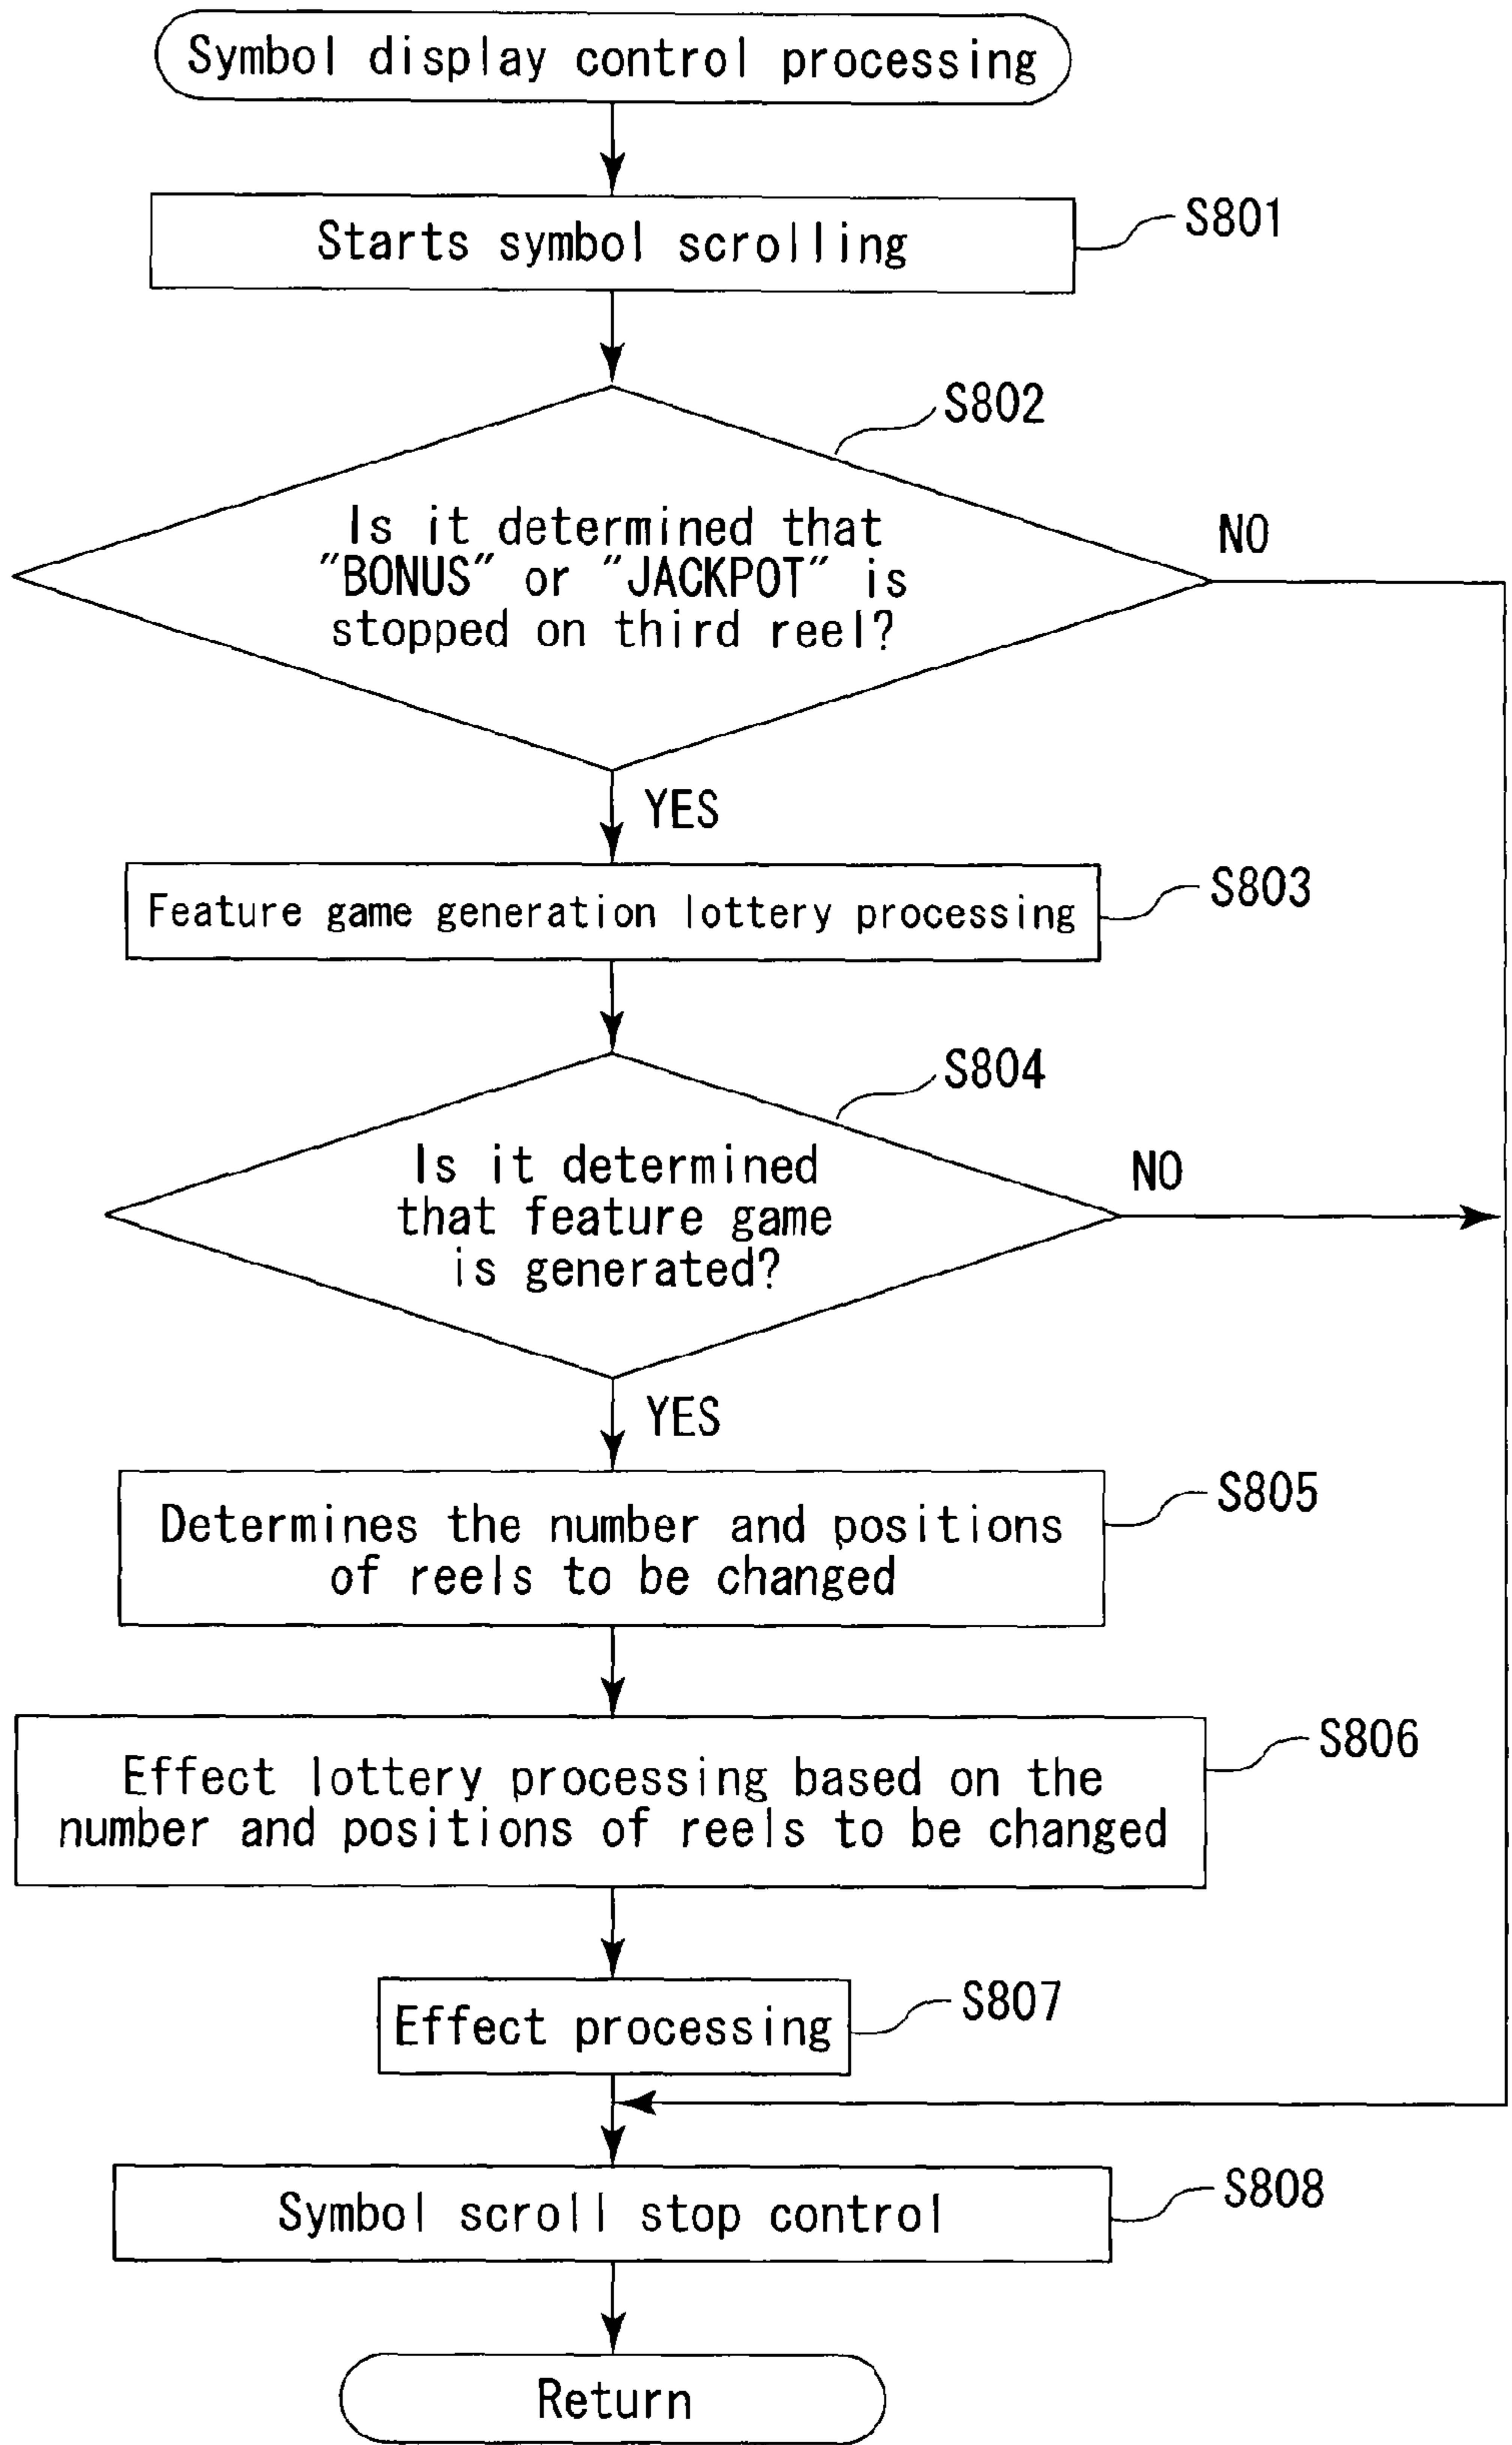 Symbol display control processing
Starts symbol scrolling
S801
S802
Is it determined that
"BONUS" or "JACKPOT" is
stopped on third reel?
NO
YES
Feature game generation lottery processing
S803
S804
Is it determined
that feature game
is generated?
NO
YES
Determines the number and positions
of reels to be changed
S805
Effect lottery processing based on the
number and positions of reels to be changed
S806
Effect processing
S807
Symbol scroll stop control
S808
Return